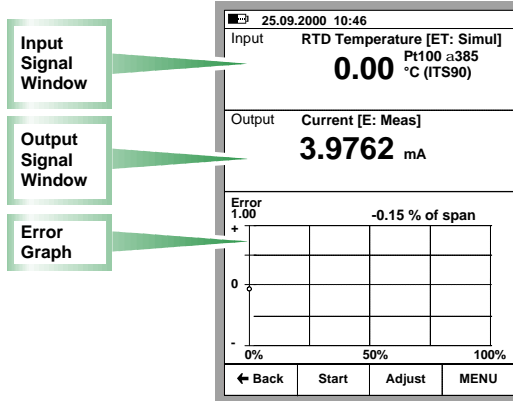 Input
Signal
Window
Output
Signal
Window
Error
Graph
25.09.2000 10:46
Input RTD Temperature [ET: Simul]
0.00 Pt100 a385
°C (ITS90)
Output Current [E: Meas]
3.9762 mA
Error
1.00 -0.15 % of span
+
0
-
0% 50% 100%
← Back Start Adjust MENU